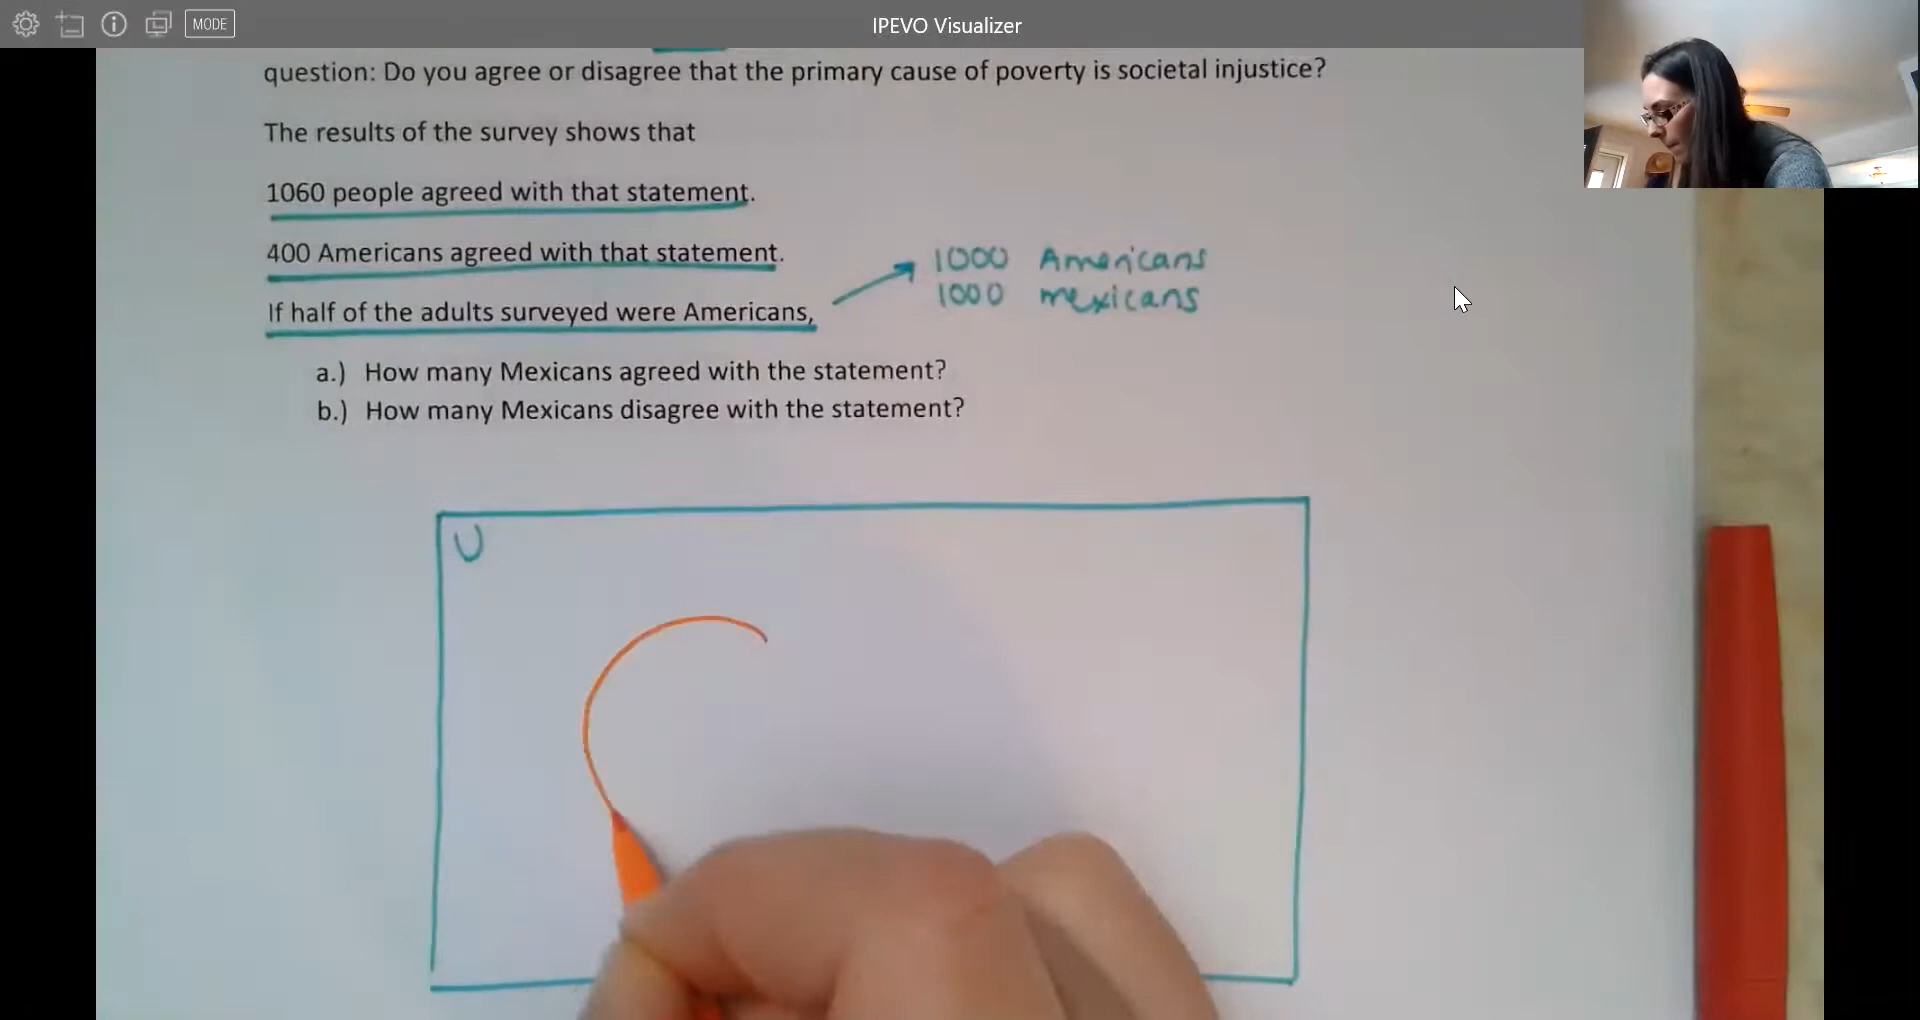 MODE
IPEVO Visualizer
question: Do you agree or disagree that the primary cause of poverty is societal injustice?
The results of the survey shows that
1060 people agreed with that statement.
400 Americans agreed with that statement.
1000 Americans
1000 mexicans
If half of the adults surveyed were Americans,
a.) How many Mexicans agreed with the statement?
b.) How many Mexicans disagree with the statement?
U